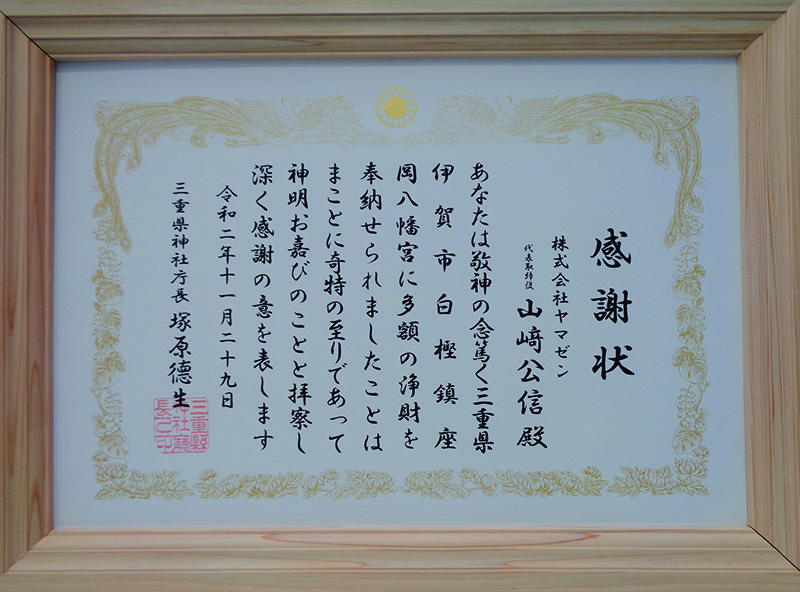 感謝状
株式会社ヤマゼン
代表取締役 山﨑公信殿
あなたは敬神の念篤く三重県
伊賀市白樫鎮座
岡八幡宮に多額の浄財を
奉納せられましたことは
まことに奇特の至りであって
神明お嘉びのことと拝察し
深く感謝の意を表します
令和二年十一月二十九日
三重県神社庁長 塚原徳生
三重縣
神社廳
長之印